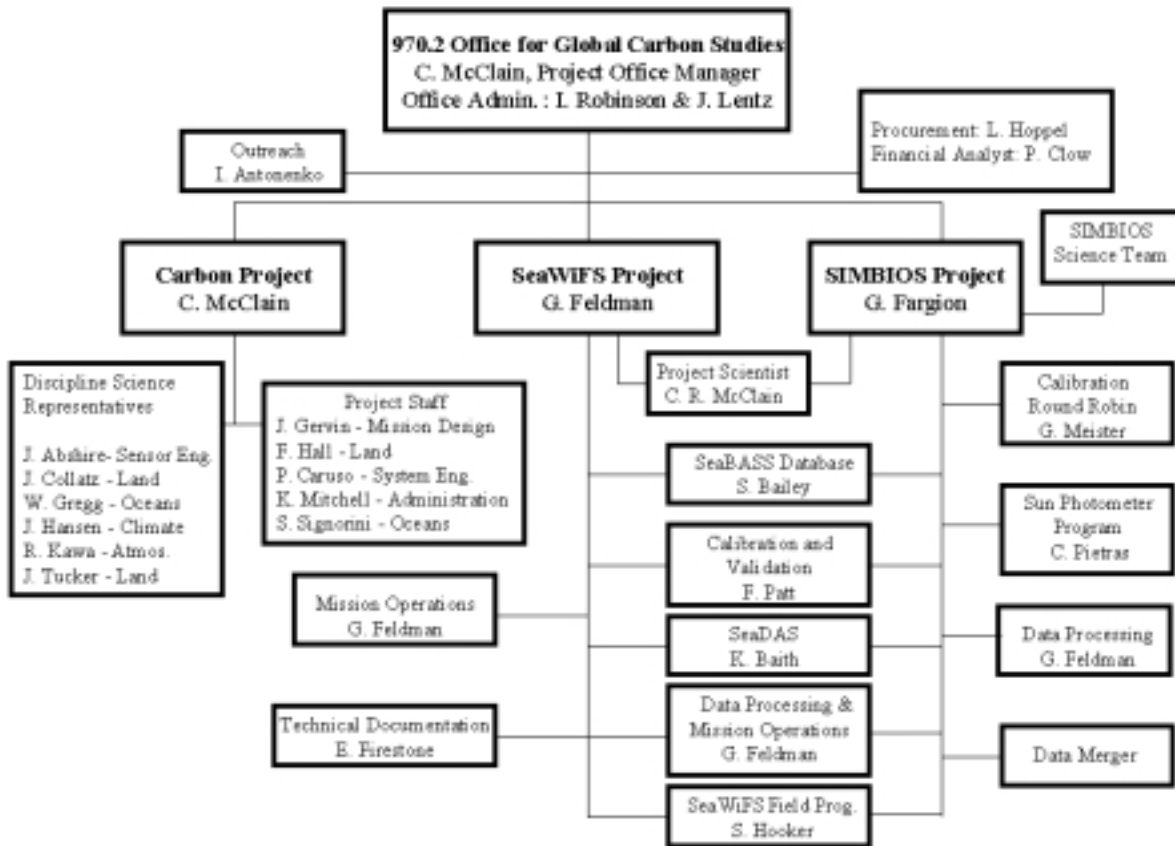 970.2 Office for Global Carbon Studies
C. McClain, Project Office Manager
Office Admin. : I. Robinson & J. Lentz
Outreach
I. Antonenko
Procurement: L. Hoppel
Financial Analyst: P. Clow
SIMBIOS
Science Team
Carbon Project
C. McClain
SeaWiFS Project
G. Feldman
SIMBIOS Project
G. Fargion
Discipline Science
Representatives
J. Abshire- Sensor Eng.
J. Collatz - Land
W. Gregg - Oceans
J. Hansen - Climate
R. Kawa - Atmos.
J. Tucker - Land
Project Staff
J. Gervin - Mission Design
F. Hall - Land
P. Caruso - System Eng.
K. Mitchell - Administration
S. Signorini - Oceans
Project Scientist
C. R. McClain
Calibration
Round Robin
G. Meister
SeaBASS Database
S. Bailey
Sun Photometer
Program
C. Pietras
Calibration and
Validation
F. Patt
Mission Operations
G. Feldman
SeaDAS
K. Baith
Data Processing
G. Feldman
Technical Documentation
E. Firestone
Data Processing &
Mission Operations
G. Feldman
Data Merger
SeaWiFS Field Prog.
S. Hooker